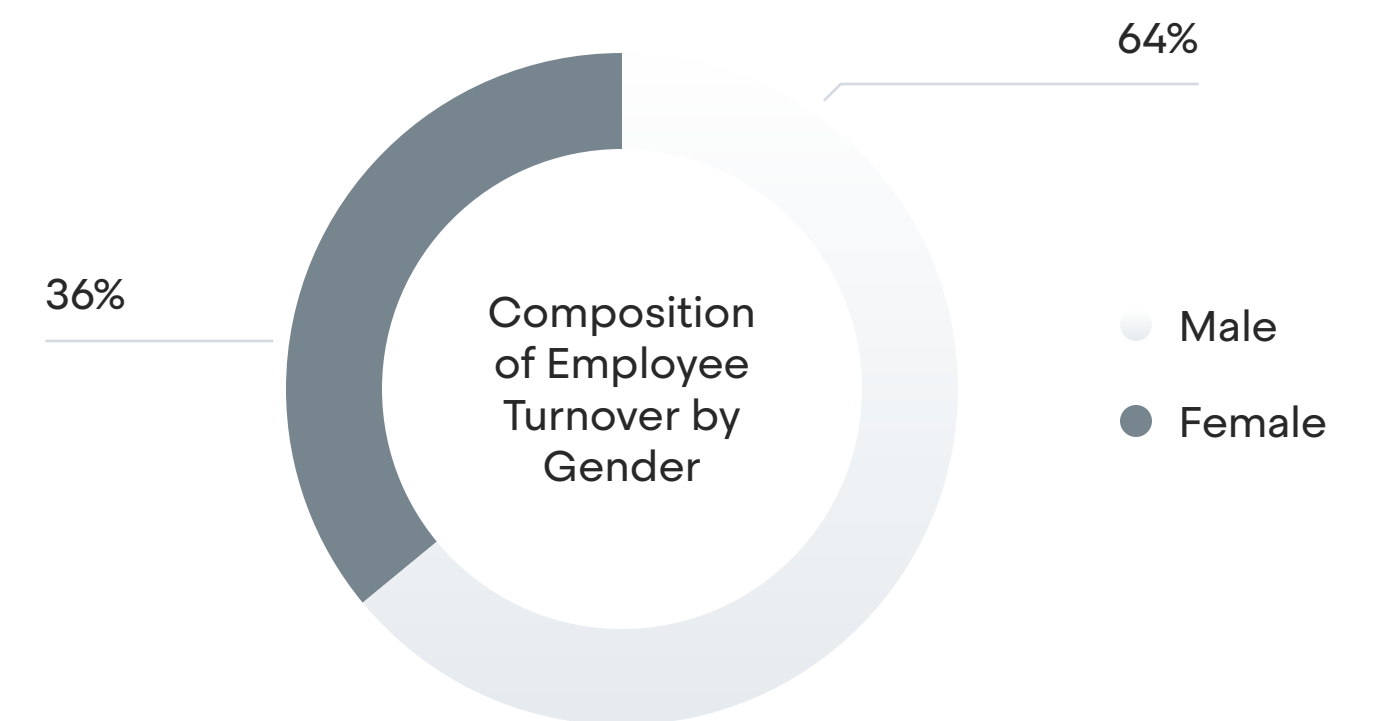 64%
36%
Composition
of Employee
Turnover by
Gender
Male
Female